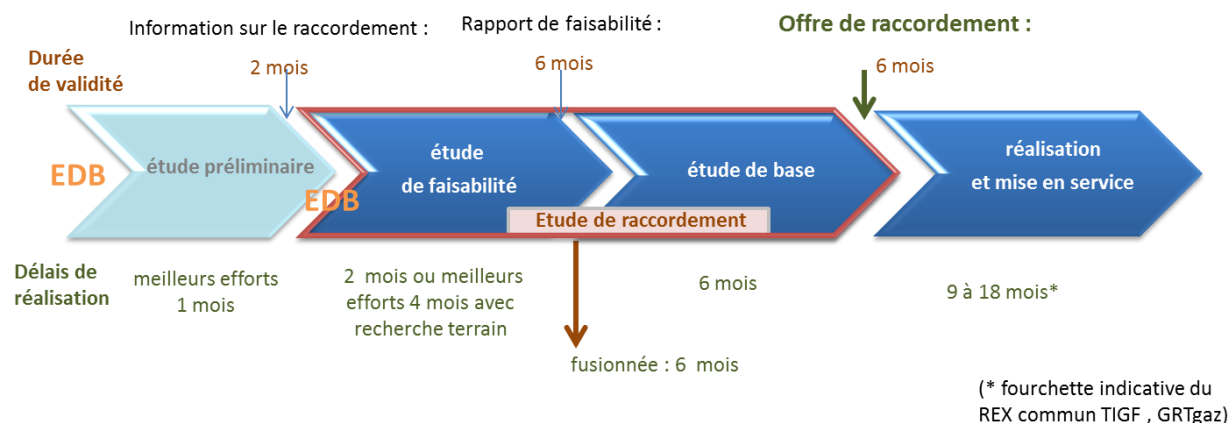 Information sur le raccordement :
Rapport de faisabilité :
Offre de raccordement :
Durée
de validité
2 mois
6 mois
6 mois
EDB
étude préliminaire
EDB
étude
de faisabilité
étude de base
réalisation
et mise en service
Etude de raccordement
Délais de
réalisation
meilleurs efforts
1 mois
2 mois ou meilleurs
efforts 4 mois avec
recherche terrain
6 mois
9 à 18 mois*
fusionnée : 6 mois
(* fourchette indicative du
REX commun TIGF , GRTgaz)